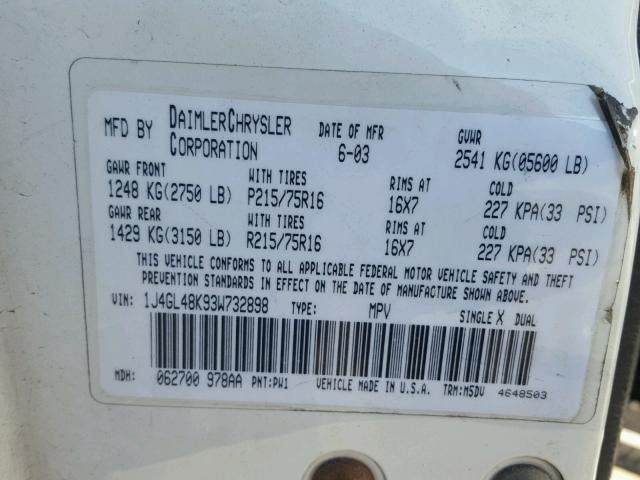 MFD BY DAIMLERCHRYSLER CORPORATION DATE OF MFR 6-03 GVWR 2541 KG(05600 LB)
GAWR FRONT WITH TIRES RIMS AT COLD
1248 KG(2750 LB) P215/75R16 16X7 227 KPA(33 PSI)
GAWR REAR WITH TIRES RIMS AT COLD
1429 KG(3150 LB) R215/75R16 16X7 227 KPA(33 PSI)
THIS VEHICLE CONFORMS TO ALL APPLICABLE FEDERAL MOTOR VEHICLE SAFETY AND THEFT
PREVENTION STANDARDS IN EFFECT ON THE DATE OF MANUFACTURE SHOWN ABOVE.
VIN: 1J4GL48K93W732898 TYPE: MPV SINGLE X DUAL
MDH: 062700 978AA PNT:PW1 VEHICLE MADE IN U.S.A. TRM:M5DV 4648503